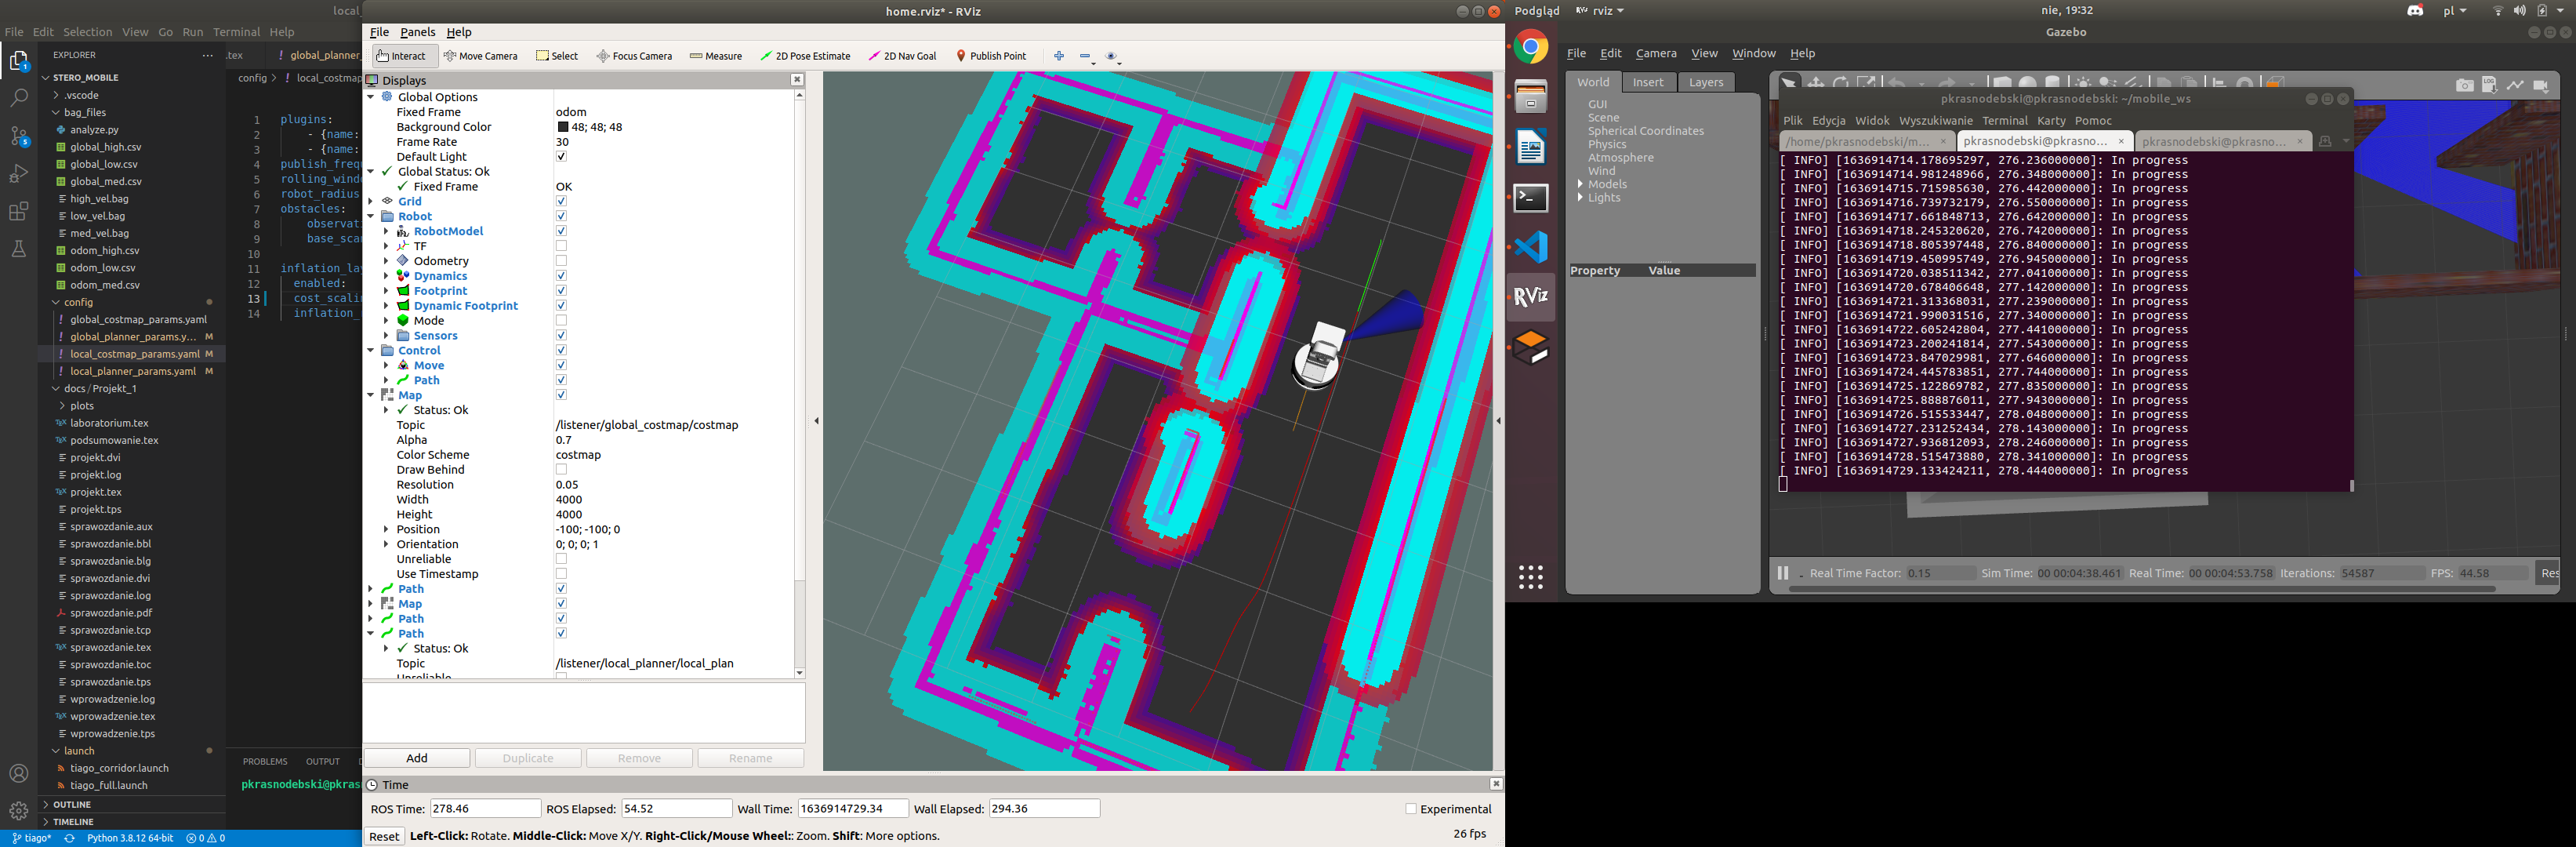 local_
File Edit Selection View Go Run Terminal Help
EXPLORER
STERO_MOBILE
.vscode
bag_files
analyze.py
global_high.csv
global_low.csv
global_med.csv
high_vel.bag
low_vel.bag
med_vel.bag
odom_high.csv
odom_low.csv
odom_med.csv
config
global_costmap_params.yaml
global_planner_params.y... M
local_costmap_params.yaml M
local_planner_params.yaml M
docs / Projekt_1
plots
laboratorium.tex
podsumowanie.tex
projekt.dvi
projekt.log
projekt.tex
projekt.tps
sprawozdanie.aux
sprawozdanie.bbl
sprawozdanie.blg
sprawozdanie.dvi
sprawozdanie.log
sprawozdanie.pdf
sprawozdanie.tcp
sprawozdanie.tex
sprawozdanie.toc
sprawozdanie.tps
wprowadzenie.log
wprowadzenie.tex
wprowadzenie.tps
launch
tiago_corridor.launch
tiago_full.launch
OUTLINE
TIMELINE
tiago* Python 3.8.12 64-bit 0 0
.tex ! global_planner_
config > ! local_costmap
1 plugins:
2 - {name:
3 - {name:
4 publish_frequ
5 rolling_windo
6 robot_radius
7 obstacles:
8 observati
9 base_scan
10
11 inflation_lay
12 enabled:
13 cost_scalin
14 inflation_
PROBLEMS OUTPUT
pkrasnodebski@pkras
home.rviz* - RViz
File Panels Help
Interact Move Camera Select Focus Camera Measure 2D Pose Estimate 2D Nav Goal Publish Point
Displays
Global Options
Fixed Frame odom
Background Color 48; 48; 48
Frame Rate 30
Default Light
Global Status: Ok
Fixed Frame OK
Grid
Robot
RobotModel
TF
Odometry
Dynamics
Footprint
Dynamic Footprint
Mode
Sensors
Control
Move
Path
Map
Status: Ok
Topic /listener/global_costmap/costmap
Alpha 0.7
Color Scheme costmap
Draw Behind
Resolution 0.05
Width 4000
Height 4000
Position -100; -100; 0
Orientation 0; 0; 0; 1
Unreliable
Use Timestamp
Path
Map
Path
Path
Status: Ok
Topic /listener/local_planner/local_plan
Unreliable
Add Duplicate Remove Rename
Time
ROS Time: 278.46 ROS Elapsed: 54.52 Wall Time: 1636914729.34 Wall Elapsed: 294.36 Experimental
Reset Left-Click: Rotate. Middle-Click: Move X/Y. Right-Click/Mouse Wheel:: Zoom. Shift: More options. 26 fps
Podgląd rviz nie, 19:32 pl
RViz
Gazebo
File Edit Camera View Window Help
World Insert Layers
GUI
Scene
Spherical Coordinates
Physics
Atmosphere
Wind
Models
Lights
Property Value
pkrasnodebski@pkrasnodebski: ~/mobile_ws
Plik Edycja Widok Wyszukiwanie Terminal Karty Pomoc
/home/pkrasnodebski/m... × pkrasnodebski@pkrasno... × pkrasnodebski@pkrasno... ×
[ INFO] [1636914714.178695297, 276.236000000]: In progress
[ INFO] [1636914714.981248966, 276.348000000]: In progress
[ INFO] [1636914715.715985630, 276.442000000]: In progress
[ INFO] [1636914716.739732179, 276.550000000]: In progress
[ INFO] [1636914717.661848713, 276.642000000]: In progress
[ INFO] [1636914718.245320620, 276.742000000]: In progress
[ INFO] [1636914718.805397448, 276.840000000]: In progress
[ INFO] [1636914719.450995749, 276.945000000]: In progress
[ INFO] [1636914720.038511342, 277.041000000]: In progress
[ INFO] [1636914720.678406648, 277.142000000]: In progress
[ INFO] [1636914721.313368031, 277.239000000]: In progress
[ INFO] [1636914721.990031516, 277.340000000]: In progress
[ INFO] [1636914722.605242804, 277.441000000]: In progress
[ INFO] [1636914723.200241814, 277.543000000]: In progress
[ INFO] [1636914723.847029981, 277.646000000]: In progress
[ INFO] [1636914724.445783851, 277.744000000]: In progress
[ INFO] [1636914725.122869782, 277.835000000]: In progress
[ INFO] [1636914725.888876011, 277.943000000]: In progress
[ INFO] [1636914726.515533447, 278.048000000]: In progress
[ INFO] [1636914727.231252434, 278.143000000]: In progress
[ INFO] [1636914727.936812093, 278.246000000]: In progress
[ INFO] [1636914728.515473880, 278.341000000]: In progress
[ INFO] [1636914729.133424211, 278.444000000]: In progress
Real Time Factor: 0.15 Sim Time: 00 00:04:38.461 Real Time: 00 00:04:53.758 Iterations: 54587 FPS: 44.58 Res